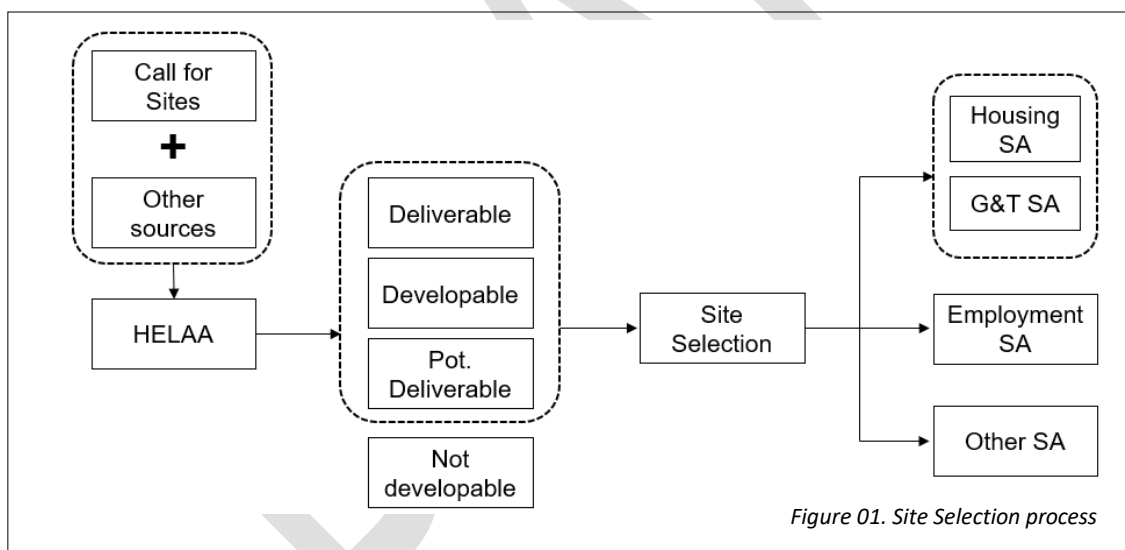 Call for
Sites
+
Other
sources
HELAA
Deliverable
Developable
Pot.
Deliverable
Not
developable
Site
Selection
Housing
SA
G&T SA
Employment
SA
Other SA
Figure 01. Site Selection process